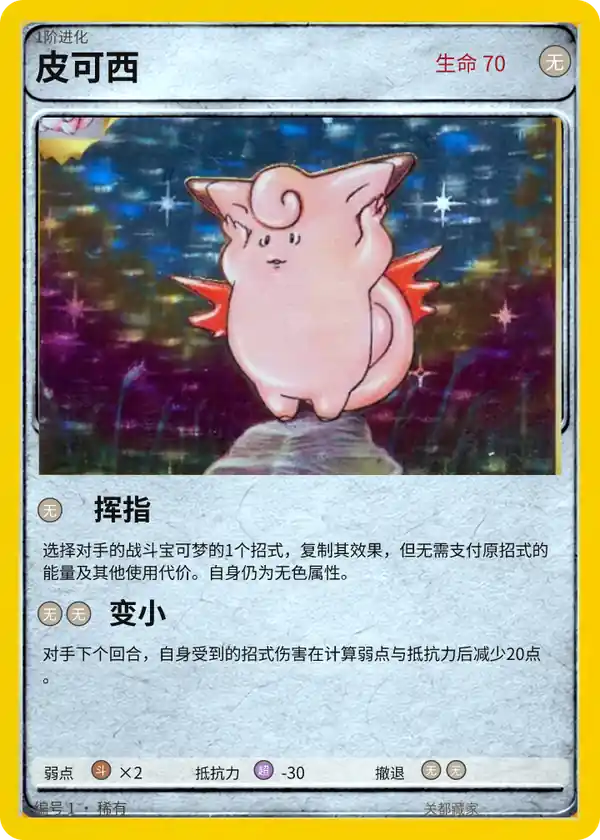 1阶进化
皮可西
生命 70
无
无
挥指
选择对手的战斗宝可梦的1个招式，复制其效果，但无需支付原招式的
能量及其他使用代价。自身仍为无色属性。
无 无
变小
对手下个回合，自身受到的招式伤害在计算弱点与抵抗力后减少20点
。
弱点 斗 ×2 抵抗力 超 -30 撤退 无 无
编号 1 · 稀有 关都藏家